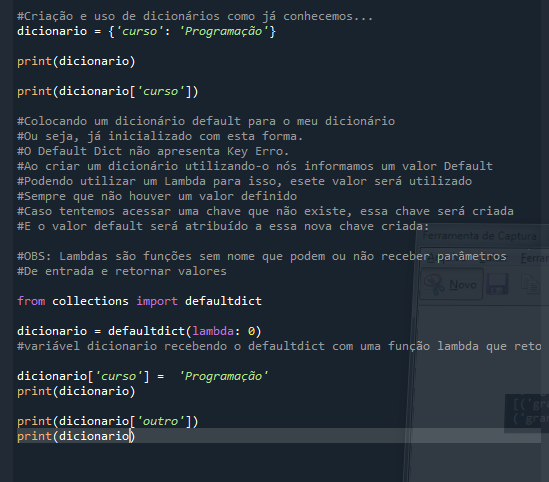 #Criação e uso de dicionários como já conhecemos...
dicionario = {'curso': 'Programação'}
print(dicionario)
print(dicionario['curso'])
#Colocando um dicionário default para o meu dicionário
#Ou seja, já inicializado com esta forma.
#O Default Dict não apresenta Key Erro.
#Ao criar um dicionário utilizando-o nós informamos um valor Default
#Podendo utilizar um Lambda para isso, esete valor será utilizado
#Sempre que não houver um valor definido
#Caso tentemos acessar uma chave que não existe, essa chave será criada
#E o valor default será atribuído a essa nova chave criada:
Ferramenta de Captura
#OBS: Lambdas são funções sem nome que podem ou não receber parâmetros
#De entrada e retornar valores
Novo
from collections import defaultdict
dicionario = defaultdict(lambda: 0)
#variável dicionario recebendo o defaultdict com uma função lambda que reto
dicionario['curso'] =  'Programação'
print(dicionario)
print(dicionario['outro'])
print(dicionario)
[('gra
('gra